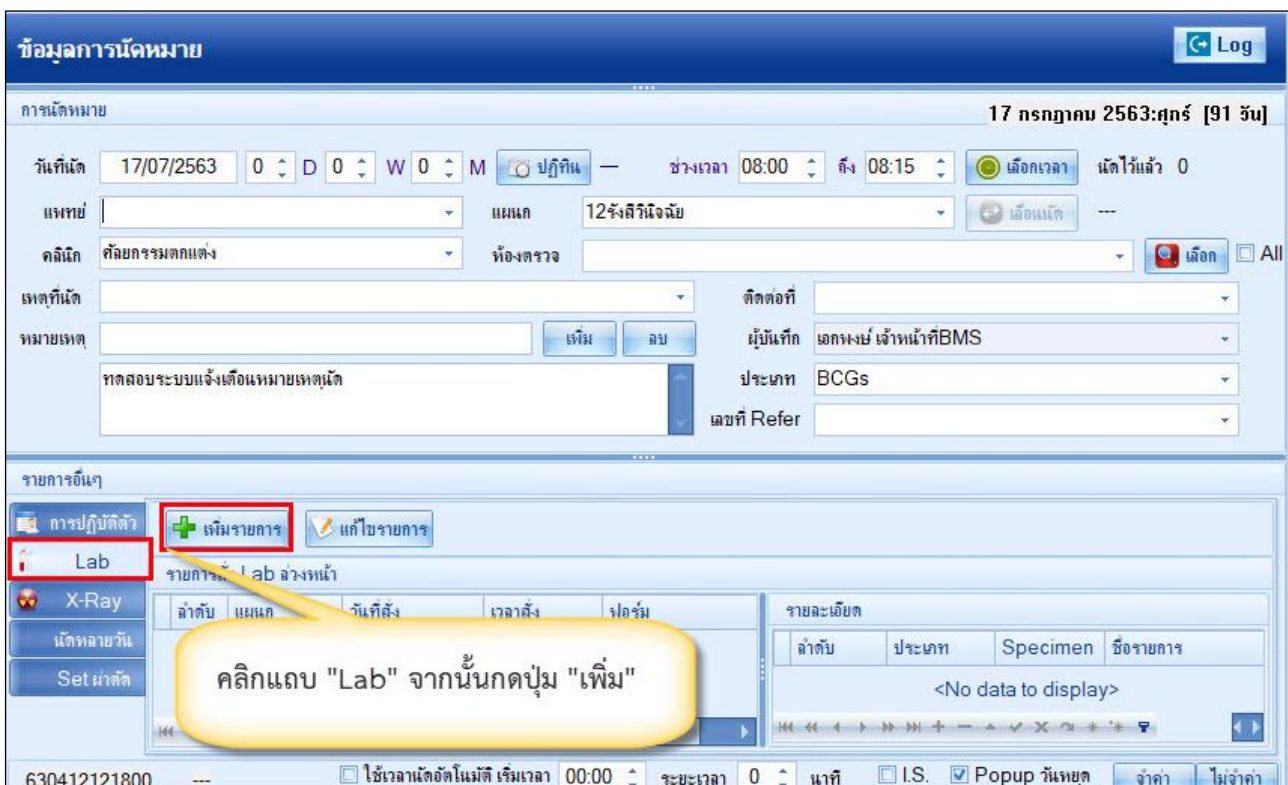 ข้อมูลการนัดหมาย Log
การนัดหมาย 17 กรกฎาคม 2563:ศุกร์ [91 วัน]
วันที่นัด 17/07/2563 0 D 0 W 0 M ปฏิทิน — ช่วงเวลา 08:00 ถึง 08:15 เลือกเวลา นัดไว้แล้ว 0
แพทย์ แผนก 12รังสีวินิจฉัย เลื่อนนัด ---
คลินิก ศัลยกรรมตกแต่ง ห้องตรวจ เลือก All
เหตุที่นัด ติดต่อที่
หมายเหตุ เพิ่ม ลบ ผู้บันทึก เอกพงษ์ เจ้าหน้าที่BMS
ทดสอบระบบแจ้งเตือนหมายเหตุนัด ประเภท BCGs
เลขที่ Refer
รายการอื่นๆ
การปฏิบัติตัว เพิ่มรายการ แก้ไขรายการ
Lab รายการสั่ง Lab ล่วงหน้า
X-Ray ลำดับ แผนก วันที่สั่ง เวลาสั่ง ฟอร์ม รายละเอียด
นัดหลายวัน ลำดับ ประเภท Specimen ชื่อรายการ
Set ผ่าตัด คลิกแถบ "Lab" จากนั้นกดปุ่ม "เพิ่ม" <No data to display>
630412121800 --- ใช้เวลานัดอัตโนมัติ เริ่มเวลา 00:00 ระยะเวลา 0 นาที I.S. Popup วันหยุด จำค่า ไม่จำค่า